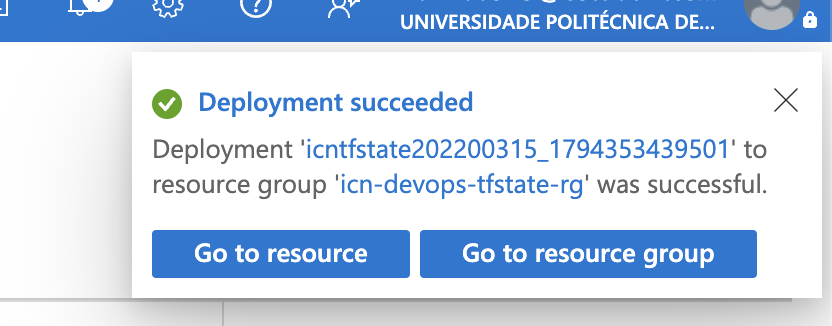 UNIVERSIDADE POLITÉCNICA DE...
Deployment succeeded
Deployment 'icntfstate202200315_1794353439501' to
resource group 'icn-devops-tfstate-rg' was successful.
Go to resource
Go to resource group